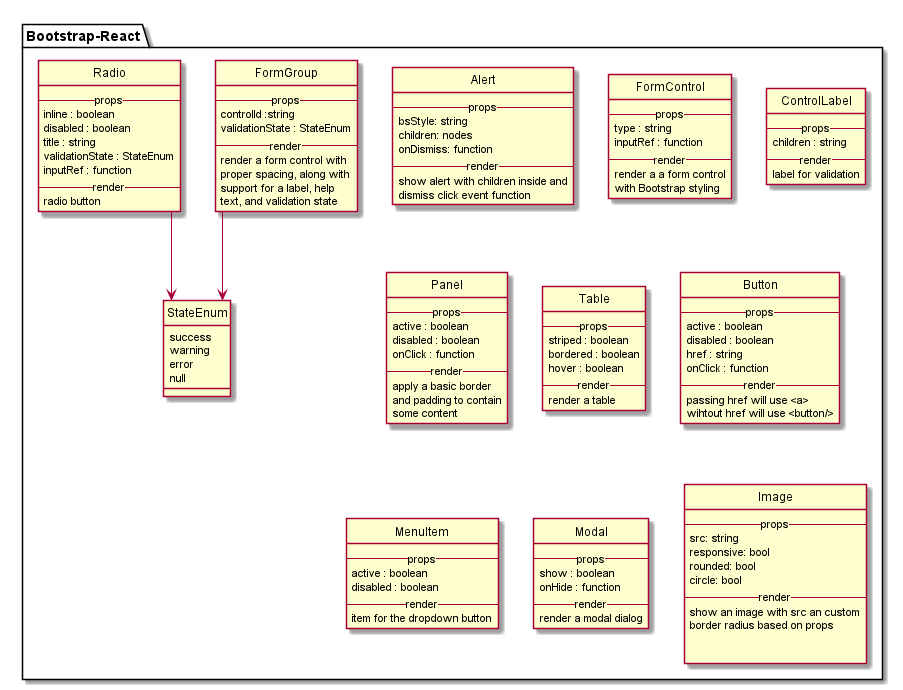 Bootstrap-React
Radio
props
inline : boolean
disabled : boolean
title : string
validationState : StateEnum
inputRef : function
render
radio button
FormGroup
props
controlId :string
validationState : StateEnum
render
render a form control with
proper spacing, along with
support for a label, help
text, and validation state
Alert
props
bsStyle: string
children: nodes
onDismiss: function
render
show alert with children inside and
dismiss click event function
FormControl
props
type : string
inputRef : function
render
render a a form control
with Bootstrap styling
ControlLabel
props
children : string
render
label for validation
StateEnum
success
warning
error
null
Panel
props
active : boolean
disabled : boolean
onClick : function
render
apply a basic border
and padding to contain
some content
Table
props
striped : boolean
bordered : boolean
hover : boolean
render
render a table
Button
props
active : boolean
disabled : boolean
href : string
onClick : function
render
passing href will use <a>
wihtout href will use <button/>
MenuItem
props
active : boolean
disabled : boolean
render
item for the dropdown button
Modal
props
show : boolean
onHide : function
render
render a modal dialog
Image
props
src: string
responsive: bool
rounded: bool
circle: bool
render
show an image with src an custom
border radius based on props